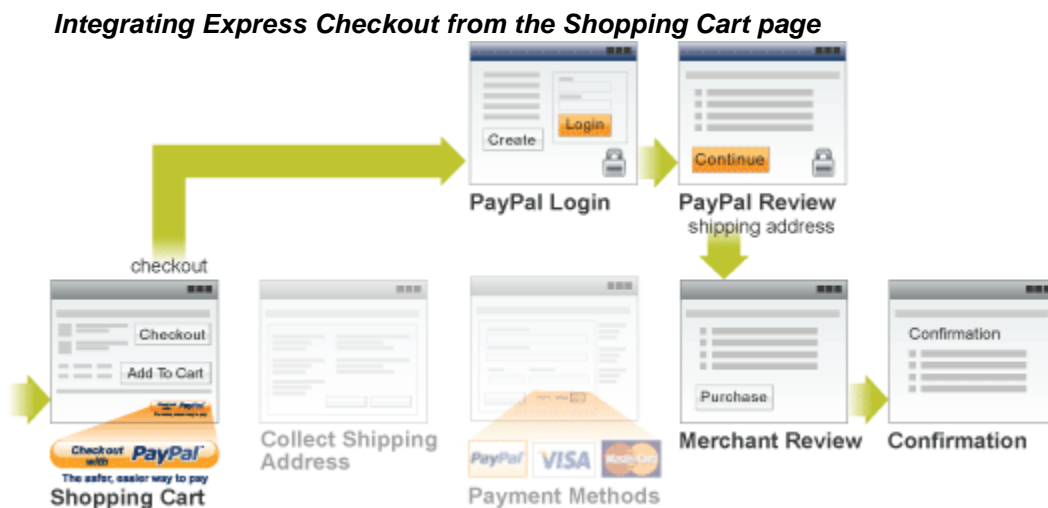 Integrating Express Checkout from the Shopping Cart page
Create
Login
Continue
PayPal Login
PayPal Review
shipping address
checkout
Checkout
Add To Cart
Checkout with PayPal
The safer, easier way to pay
Shopping Cart
Collect Shipping
Address
PayPal VISA MasterCard
Payment Methods
Purchase
Merchant Review
Confirmation
Confirmation